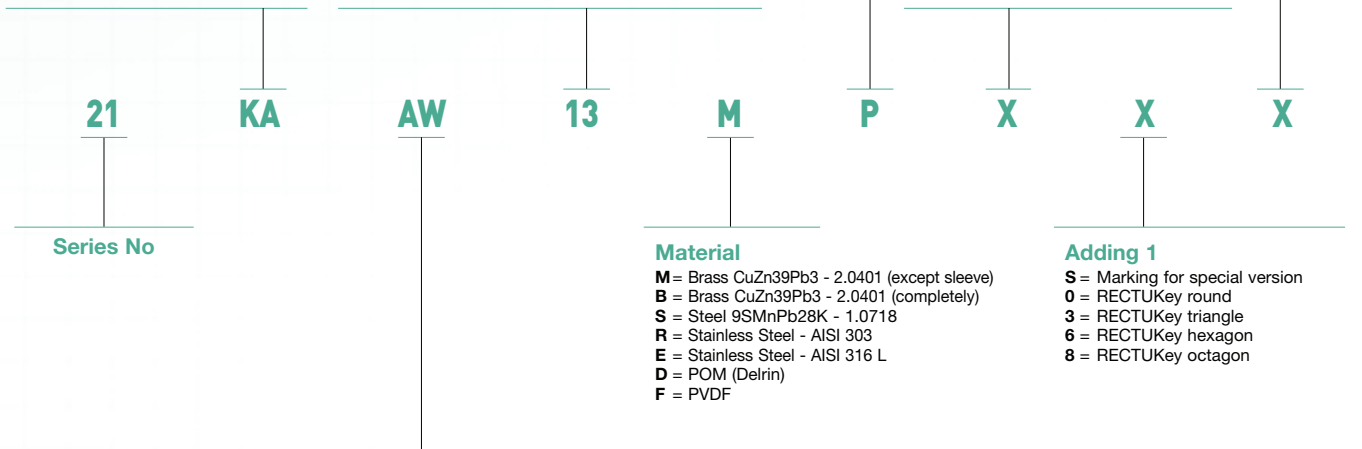 21 KA AW 13 M P X X X
Series No
Material
M = Brass CuZn39Pb3 - 2.0401 (except sleeve)
B = Brass CuZn39Pb3 - 2.0401 (completely)
S = Steel 9SMnPb28K - 1.0718
R = Stainless Steel - AISI 303
E = Stainless Steel - AISI 316 L
D = POM (Delrin)
F = PVDF
Adding 1
S = Marking for special version
0 = RECTUKey round
3 = RECTUKey triangle
6 = RECTUKey hexagon
8 = RECTUKey octagon